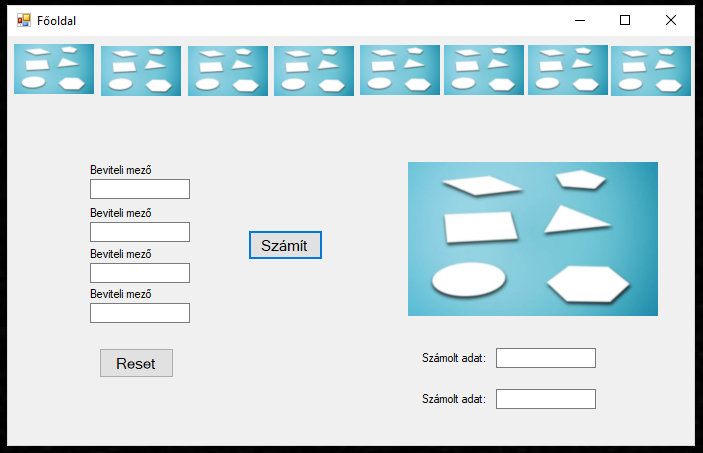 Főoldal
Beviteli mező
Beviteli mező
Beviteli mező
Beviteli mező
Számít
Reset
Számolt adat:
Számolt adat: